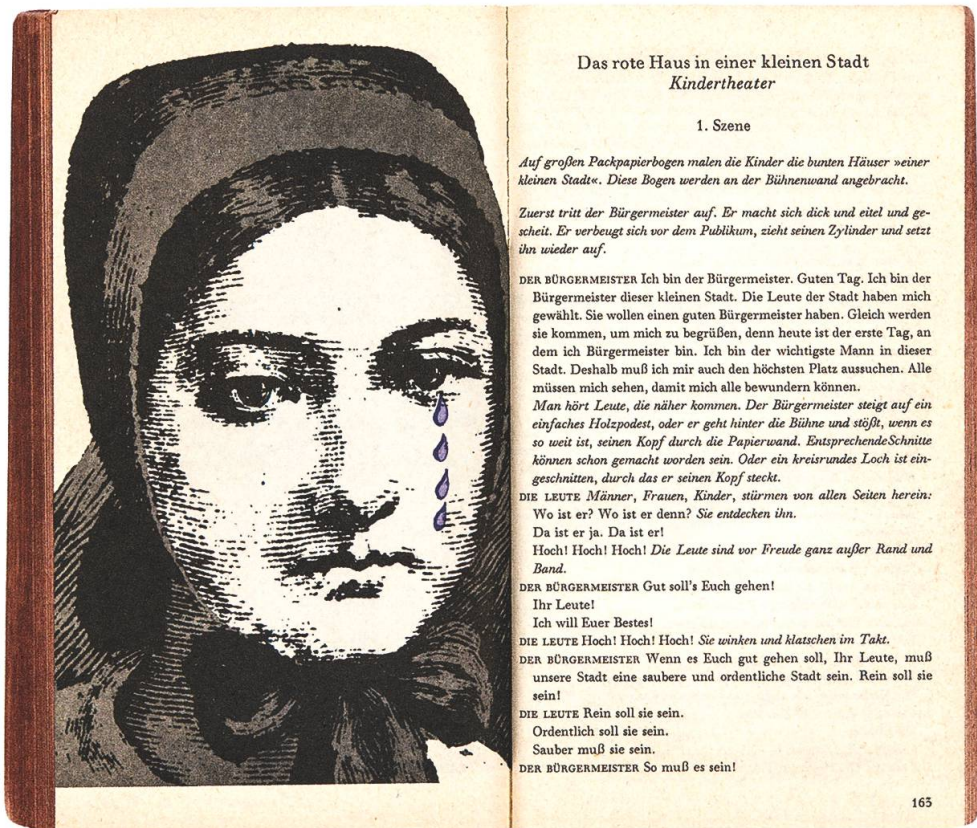 Das rote Haus in einer kleinen Stadt
Kindertheater
1. Szene
Auf großen Packpapierbogen malen die Kinder die bunten Häuser »einer
kleinen Stadt«. Diese Bogen werden an der Bühnenwand angebracht.
Zuerst tritt der Bürgermeister auf. Er macht sich dick und eitel und ge-
scheit. Er verbeugt sich vor dem Publikum, zieht seinen Zylinder und setzt
ihn wieder auf.
DER BÜRGERMEISTER Ich bin der Bürgermeister. Guten Tag. Ich bin der
Bürgermeister dieser kleinen Stadt. Die Leute der Stadt haben mich
gewählt. Sie wollen einen guten Bürgermeister haben. Gleich werden
sie kommen, um mich zu begrüßen, denn heute ist der erste Tag, an
dem ich Bürgermeister bin. Ich bin der wichtigste Mann in dieser
Stadt. Deshalb muß ich mir auch den höchsten Platz aussuchen. Alle
müssen mich sehen, damit mich alle bewundern können.
Man hört Leute, die näher kommen. Der Bürgermeister steigt auf ein
einfaches Holzpodest, oder er geht hinter die Bühne und stößt, wenn es
so weit ist, seinen Kopf durch die Papierwand. EntsprechendeSchnitte
können schon gemacht worden sein. Oder ein kreisrundes Loch ist ein-
geschnitten, durch das er seinen Kopf steckt.
DIE LEUTE Männer, Frauen, Kinder, stürmen von allen Seiten herein:
Wo ist er? Wo ist er denn? Sie entdecken ihn.
Da ist er ja. Da ist er!
Hoch! Hoch! Hoch! Die Leute sind vor Freude ganz außer Rand und
Band.
DER BÜRGERMEISTER Gut soll's Euch gehen!
Ihr Leute!
Ich will Euer Bestes!
DIE LEUTE Hoch! Hoch! Hoch! Sie winken und klatschen im Takt.
DER BÜRGERMEISTER Wenn es Euch gut gehen soll, Ihr Leute, muß
unsere Stadt eine saubere und ordentliche Stadt sein. Rein soll sie
sein!
DIE LEUTE Rein soll sie sein.
Ordentlich soll sie sein.
Sauber muß sie sein.
DER BÜRGERMEISTER So muß es sein!
163